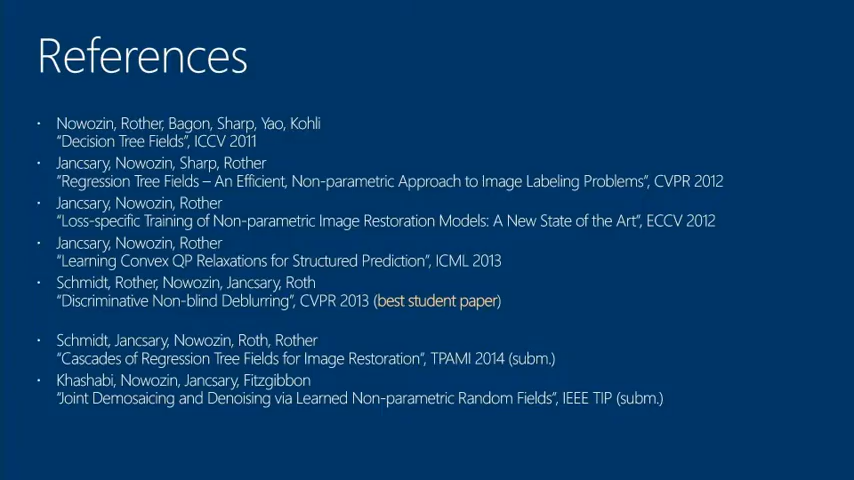 References
· Nowozin, Rother, Bagon, Sharp, Yao, Kohli
“Decision Tree Fields”, ICCV 2011
· Jancsary, Nowozin, Sharp, Rother
“Regression Tree Fields – An Efficient, Non-parametric Approach to Image Labeling Problems”, CVPR 2012
· Jancsary, Nowozin, Rother
“Loss-specific Training of Non-parametric Image Restoration Models: A New State of the Art”, ECCV 2012
· Jancsary, Nowozin, Rother
“Learning Convex QP Relaxations for Structured Prediction”, ICML 2013
· Schmidt, Rother, Nowozin, Jancsary, Roth
“Discriminative Non-blind Deblurring”, CVPR 2013 (best student paper)
· Schmidt, Jancsary, Nowozin, Roth, Rother
“Cascades of Regression Tree Fields for Image Restoration”, TPAMI 2014 (subm.)
· Khashabi, Nowozin, Jancsary, Fitzgibbon
“Joint Demosaicing and Denoising via Learned Non-parametric Random Fields”, IEEE TIP (subm.)